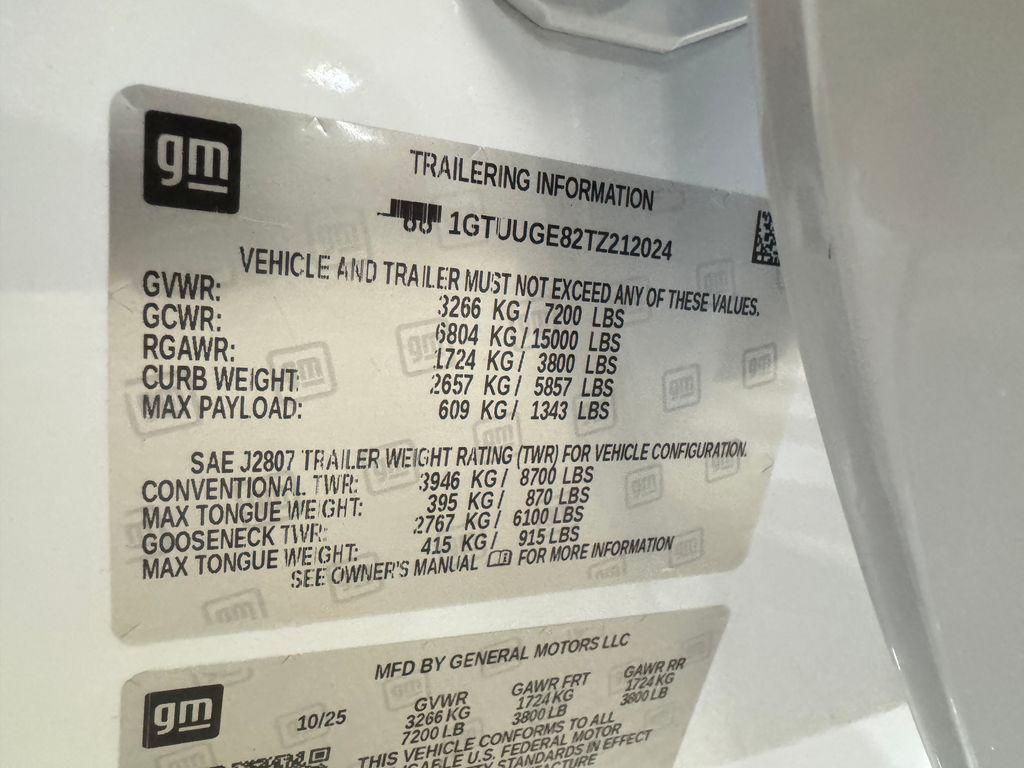 gm
TRAILERING INFORMATION
1GTUUGE82TZ212024
VEHICLE AND TRAILER MUST NOT EXCEED ANY OF THESE VALUES.
GVWR: 3266 KG/ 7200 LBS
GCWR: 6804 KG/ 15000 LBS
RGAWR: 1724 KG/ 3800 LBS
CURB WEIGHT: 2657 KG/ 5857 LBS
MAX PAYLOAD: 609 KG/ 1343 LBS
SAE J2807 TRAILER WEIGHT RATING (TWR) FOR VEHICLE CONFIGURATION.
CONVENTIONAL TWR: 3946 KG/ 8700 LBS
MAX TONGUE WEIGHT: 395 KG/ 870 LBS
GOOSENECK TWR: 2767 KG/ 6100 LBS
MAX TONGUE WEIGHT: 415 KG/ 915 LBS
SEE OWNER'S MANUAL FOR MORE INFORMATION
MFD BY GENERAL MOTORS LLC
gm
10/25 GVWR GAWR FRT GAWR RR
3266 KG 1724 KG 1724 KG
7200 LB 3800 LB 3800 LB
THIS VEHICLE CONFORMS TO ALL
U.S. FEDERAL MOTOR
STANDARDS IN EFFECT